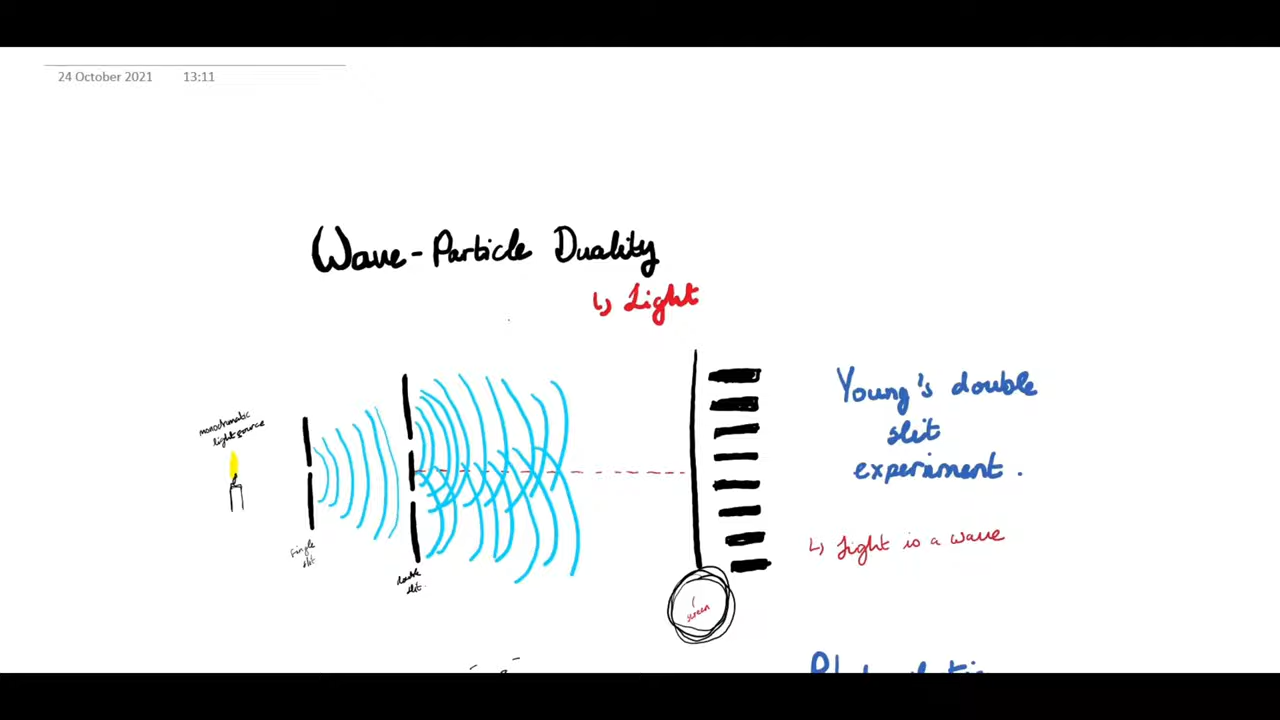 24 October 2021 13:11
Wave-Particle Duality
↳ Light
monochromatic
light source
Young's double
slit
experiment.
↳ Light is a wave
single
slit
double
slit.
screen